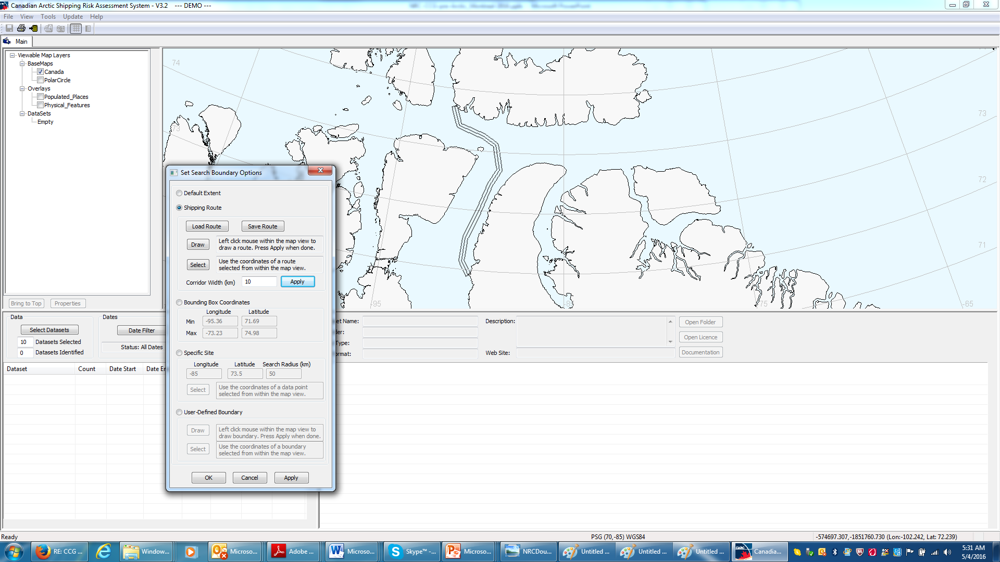 Canadian Arctic Shipping Risk Assessment System - V3.2 --- DEMO ---
File View Tools Update Help
Main
Viewable Map Layers
BaseMaps
Canada
PolarCircle
Overlays
Populated_Places
Physical_Features
DataSets
Empty
Bring to Top Properties
74
73
73
72
71
-95
-85
-75
-65
Set Search Boundary Options
Default Extent
Shipping Route
Load Route Save Route
Draw Left click mouse within the map view to
draw a route. Press Apply when done.
Select Use the coordinates of a route
selected from within the map view.
Corridor Width (km) 10 Apply
Bounding Box Coordinates
Longitude Latitude
Min -95.36 71.69
Max -73.23 74.98
Specific Site
Longitude Latitude Search Radius (km)
-85 73.5 50
Select Use the coordinates of a data point
selected from within the map view.
User-Defined Boundary
Draw Left click mouse within the map view to
draw boundary. Press Apply when done.
Select Use the coordinates of a boundary
selected from within the map view.
OK Cancel Apply
Data
Select Datasets
10 Datasets Selected
0 Datasets Identified
Dates
Date Filter
Status: All Dates
Dataset Count Date Start Date En
et Name:
der:
Type:
ormat:
Description:
Web Site:
Open Folder
Open Licence
Documentation
Ready
PSG (70,-85) WGS84
-574697.307,-1851760.730 (Lon:-102.242, Lat: 72.239)
RE: CCG ...
Window...
Microso...
Adobe ...
Microso...
Skype™ -...
Microso...
NRCDou...
Untitled ...
Untitled ...
Untitled ...
Canadia...
5:31 AM
5/4/2016